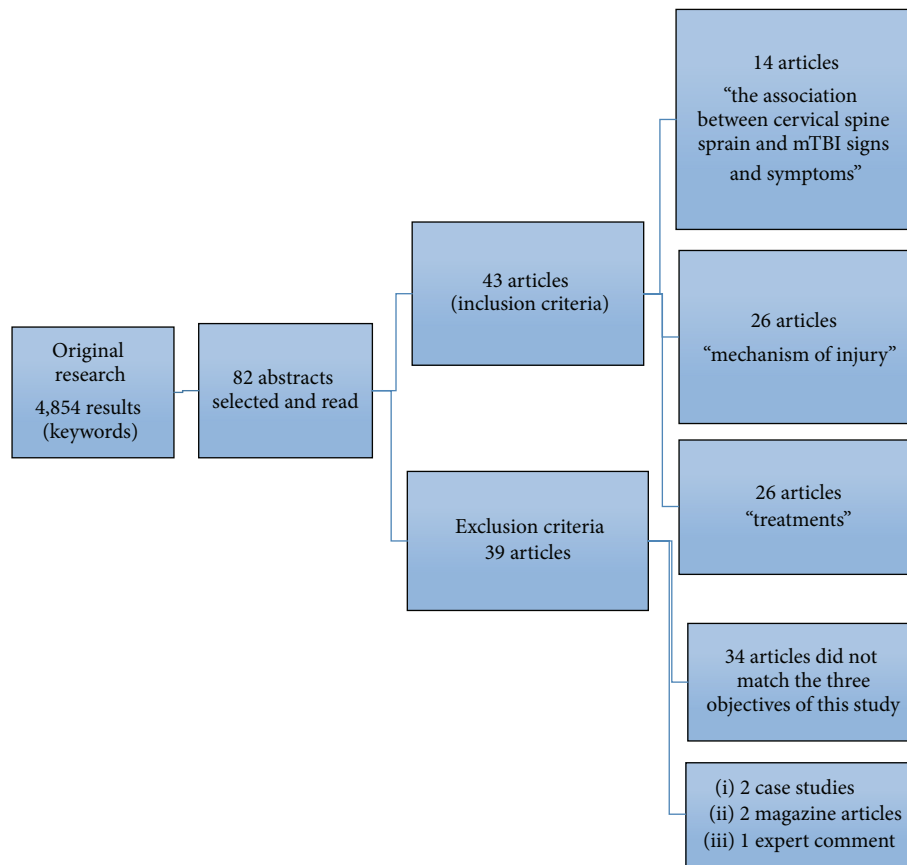 Original
research
4,854 results
(keywords)
82 abstracts
selected and read
43 articles
(inclusion criteria)
Exclusion criteria
39 articles
14 articles
“the association
between cervical spine
sprain and mTBI signs
and symptoms”
26 articles
“mechanism of injury”
26 articles
“treatments”
34 articles did not
match the three
objectives of this study
(i) 2 case studies
(ii) 2 magazine articles
(iii) 1 expert comment